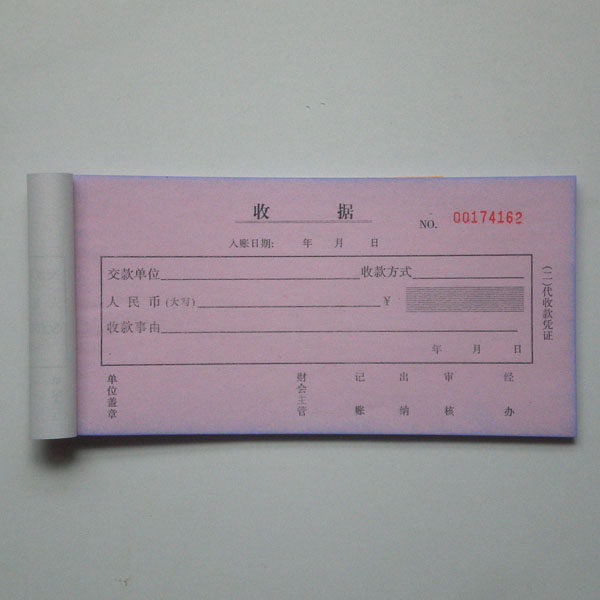 收据
NO. 00174162
入账日期: 年 月 日
交款单位 收款方式
人民币(大写) ¥
收款事由
年 月 日
单位盖章 财会主管 记账 出纳 审核 经办
(二)代收款凭证